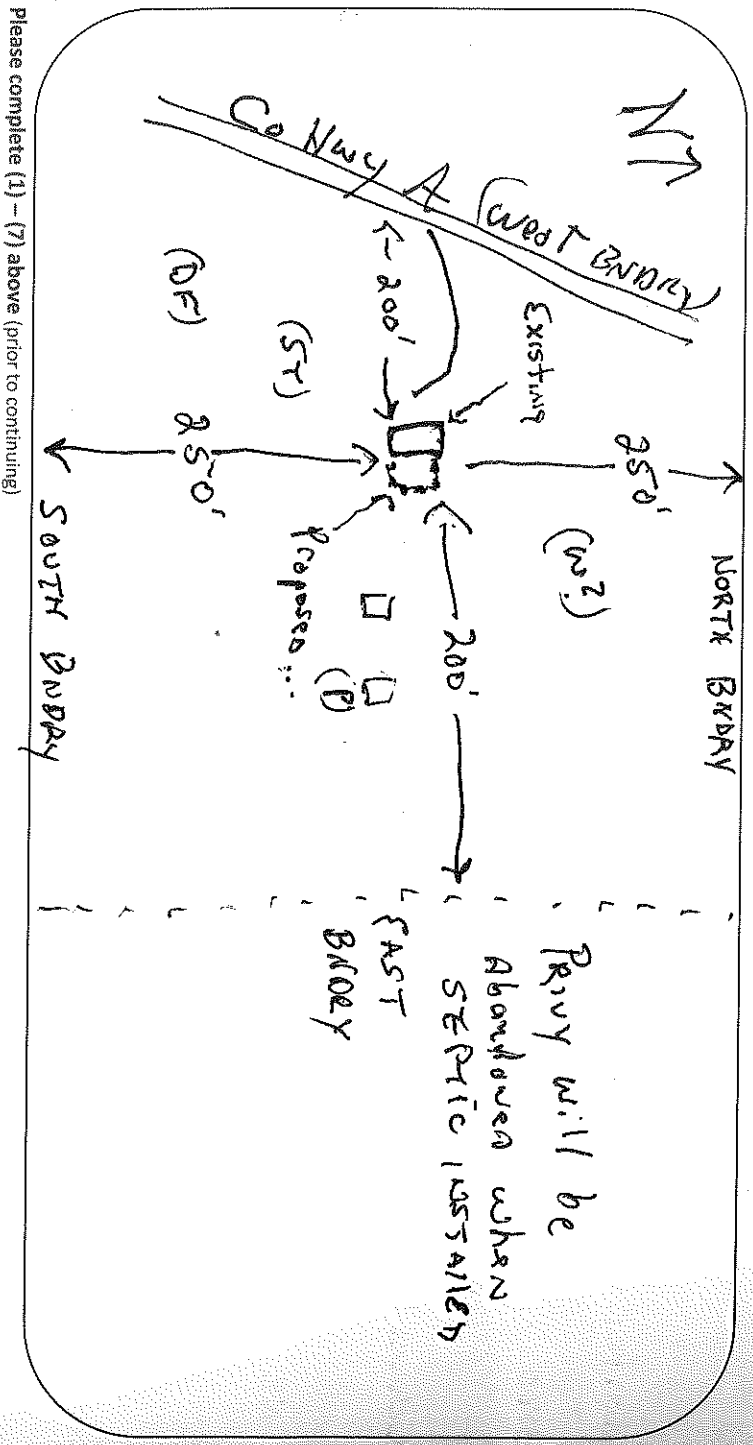 N
NORTH BNDRY
250'
(W?)
Co Hwy A (West BNDRY)
Existing
200'
200'
(ST)
(DF)
Proposed...
(P)
250'
SOUTH BNDRY
EAST
BNDRY
PRivy will be
Abandoned when
SEPTic iNSTAllED
Please complete (1) – (7) above (prior to continuing)